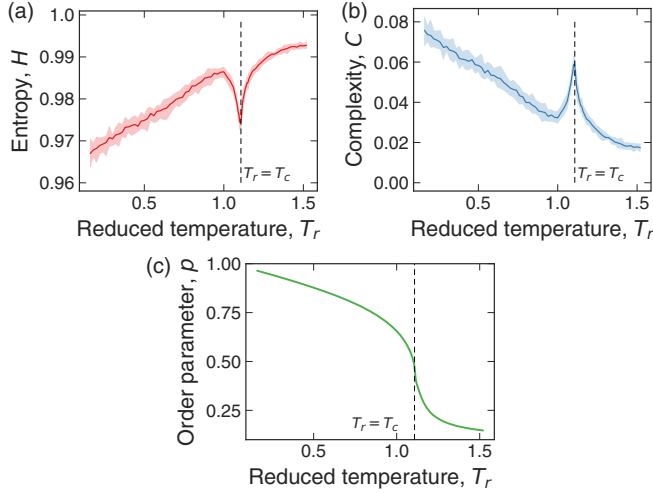 (a)
Entropy, H
0.99
0.98
0.97
0.96
0.5
1.0
1.5
T_r = T_c
Reduced temperature, T_r
(b)
Complexity, C
0.08
0.06
0.04
0.02
0.00
0.5
1.0
1.5
T_r = T_c
Reduced temperature, T_r
(c)
Order parameter, p
1.00
0.75
0.50
0.25
0.5
1.0
1.5
T_r = T_c
Reduced temperature, T_r